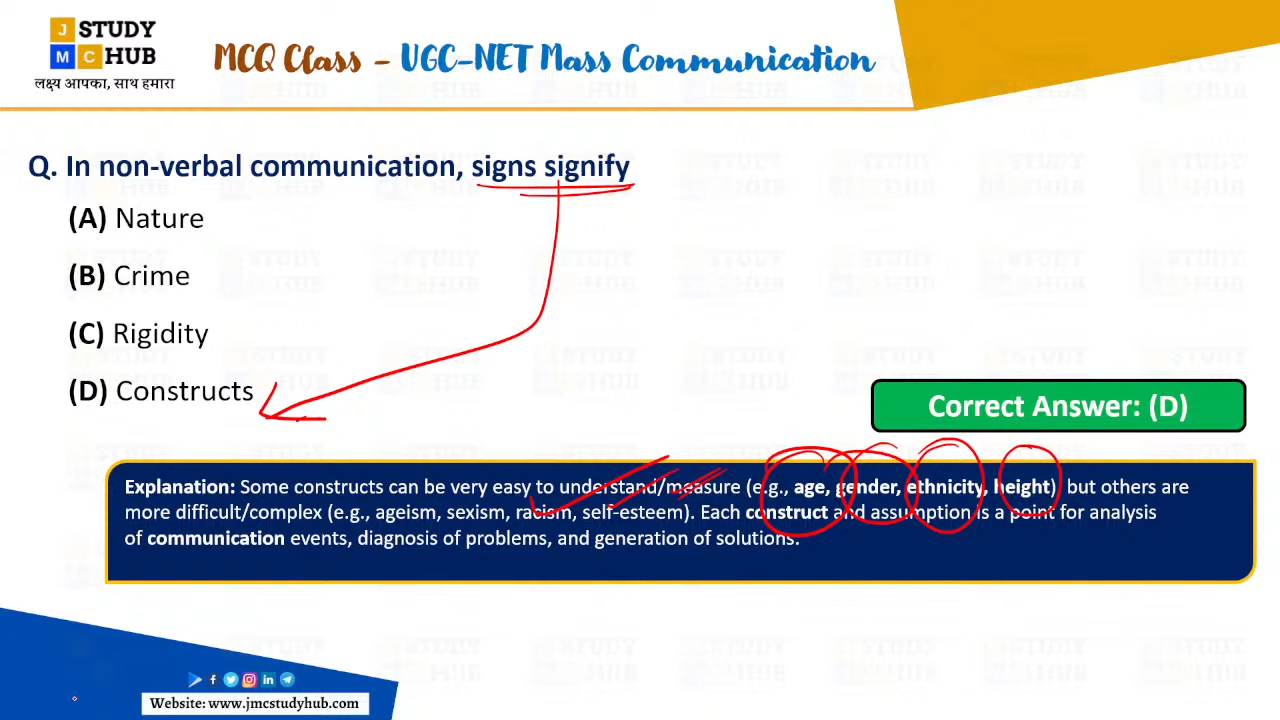 J STUDY
M C HUB
लक्ष्य आपका, साथ हमारा
MCQ Class - UGC-NET Mass Communication
Q. In non-verbal communication, signs signify
(A) Nature
(B) Crime
(C) Rigidity
(D) Constructs
Correct Answer: (D)
Explanation: Some constructs can be very easy to understand/measure (e.g., age, gender, ethnicity, height) but others are
more difficult/complex (e.g., ageism, sexism, racism, self-esteem). Each construct and assumption is a point for analysis
of communication events, diagnosis of problems, and generation of solutions.
Website: www.jmcstudyhub.com